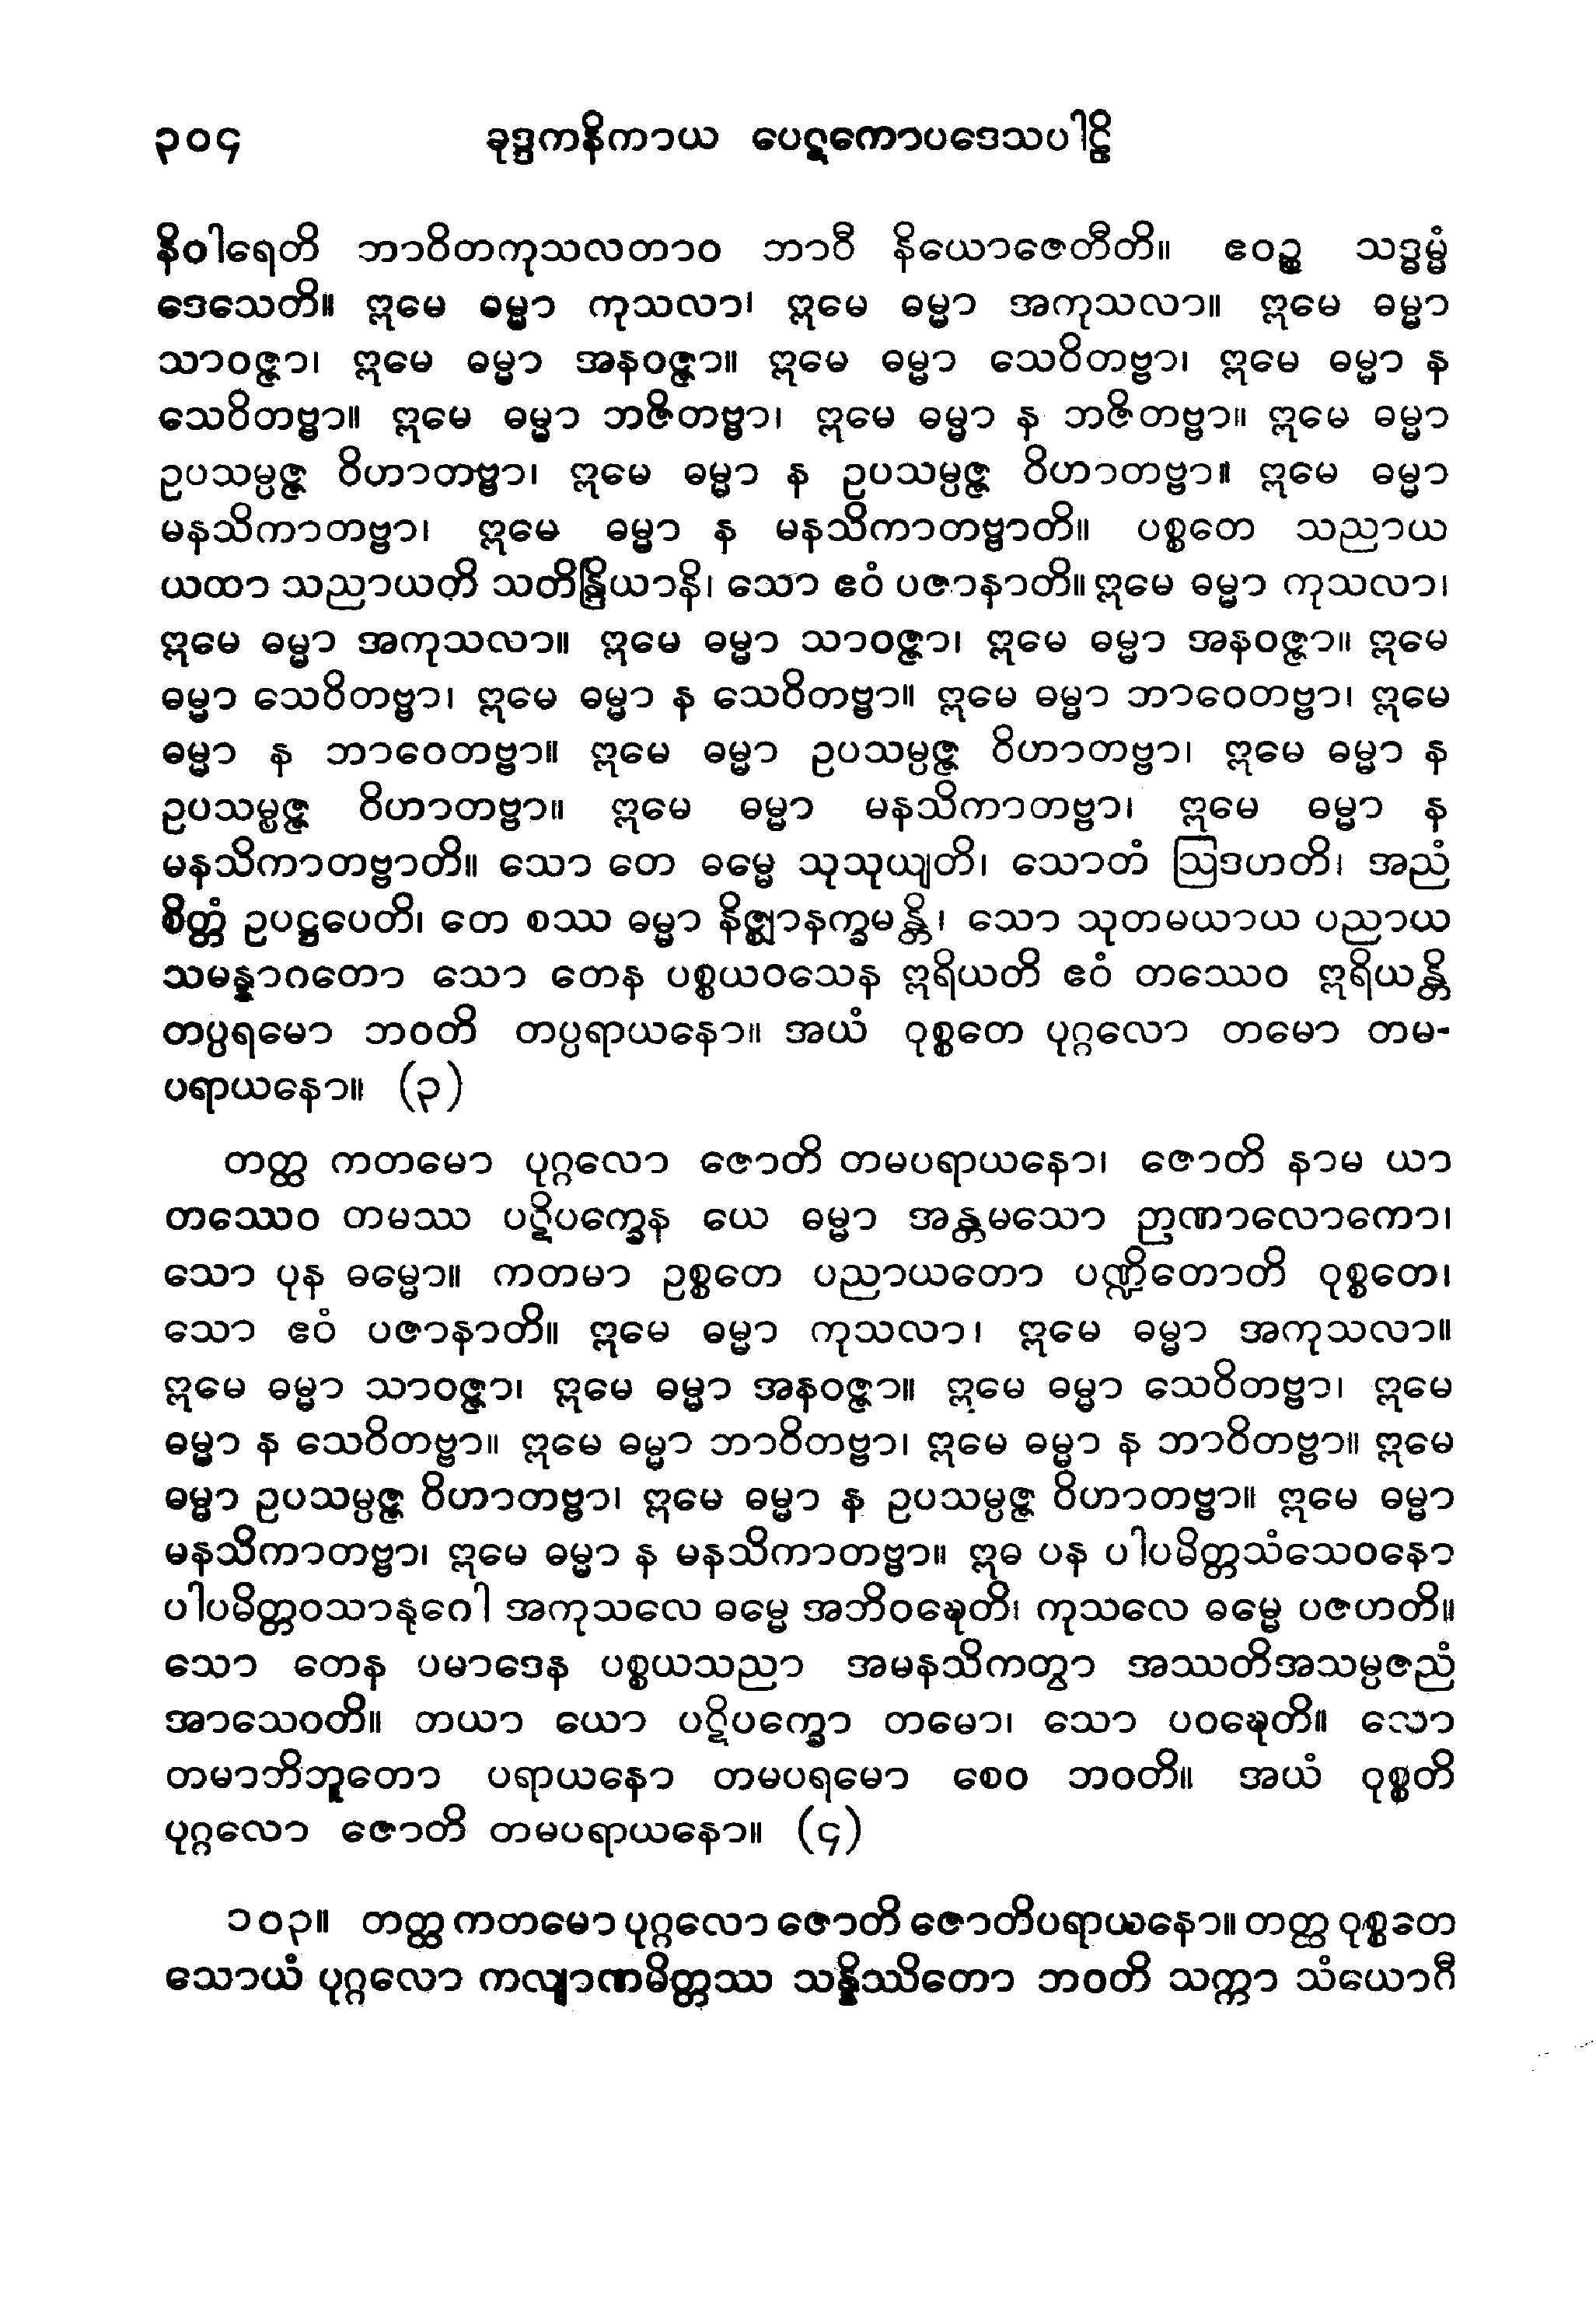 ၃၀၄ ခုဒ္ဒကနိကာယ ပေဋကောပဒေသပါဠိ
နိဝါရေတိ ဘာဝိတကုသလတာဝ ဘာဝီ နိယောဇေတီတိ။ ဧဝဉ္စ သဒ္ဓမ္မံ
ဒေသေတိ။ ဣမေ ဓမ္မာ ကုသလာ၊ ဣမေ ဓမ္မာ အကုသလာ။ ဣမေ ဓမ္မာ
သာဝဇ္ဇာ၊ ဣမေ ဓမ္မာ အနဝဇ္ဇာ။ ဣမေ ဓမ္မာ သေဝိတဗ္ဗာ၊ ဣမေ ဓမ္မာ န
သေဝိတဗ္ဗာ။ ဣမေ ဓမ္မာ ဘဇိတဗ္ဗာ၊ ဣမေ ဓမ္မာ န ဘဇိတဗ္ဗာ။ ဣမေ ဓမ္မာ
ဥပသမ္ပဇ္ဇ ဝိဟာတဗ္ဗာ၊ ဣမေ ဓမ္မာ န ဥပသမ္ပဇ္ဇ ဝိဟာတဗ္ဗာ။ ဣမေ ဓမ္မာ
မနသိကာတဗ္ဗာ၊ ဣမေ ဓမ္မာ န မနသိကာတဗ္ဗာတိ။ ပစ္စတေ သညာယ
ယထာ သညာယတိ သတိန္ဒြိယာနိ၊ သော ဧဝံ ပဇာနာတိ။ ဣမေ ဓမ္မာ ကုသလာ၊
ဣမေ ဓမ္မာ အကုသလာ။ ဣမေ ဓမ္မာ သာဝဇ္ဇာ၊ ဣမေ ဓမ္မာ အနဝဇ္ဇာ။ ဣမေ
ဓမ္မာ သေဝိတဗ္ဗာ၊ ဣမေ ဓမ္မာ န သေဝိတဗ္ဗာ။ ဣမေ ဓမ္မာ ဘာဝေတဗ္ဗာ၊ ဣမေ
ဓမ္မာ န ဘာဝေတဗ္ဗာ။ ဣမေ ဓမ္မာ ဥပသမ္ပဇ္ဇ ဝိဟာတဗ္ဗာ၊ ဣမေ ဓမ္မာ န
ဥပသမ္ပဇ္ဇ ဝိဟာတဗ္ဗာ။ ဣမေ ဓမ္မာ မနသိကာတဗ္ဗာ၊ ဣမေ ဓမ္မာ န
မနသိကာတဗ္ဗာတိ။ သော တေ ဓမ္မေ သုသုယျတိ၊ သောတံ ဩဒဟတိ၊ အညံ
စိတ္တံ ဥပဋ္ဌပေတိ၊ တေ စဿ ဓမ္မာ နိဇ္ဈာနက္ခမန္တိ၊ သော သုတမယာယ ပညာယ
သမန္နာဂတော သော တေန ပစ္စယဝသေန ဣရိယတိ ဧဝံ တဿေဝ ဣရိယန္တိ
တပ္ပရမော ဘဝတိ တပ္ပရာယနော။ အယံ ဝုစ္စတေ ပုဂ္ဂလော တမော တမ-
ပရာယနော။ (၃)
တတ္ထ ကတမော ပုဂ္ဂလော ဇောတိ တမပရာယနော၊ ဇောတိ နာမ ယာ
တဿေဝ တမဿ ပဋိပက္ခေန ယေ ဓမ္မာ အန္တမသော ဉာဏာလောကော၊
သော ပုန ဓမ္မော။ ကတမာ ဥစ္စတေ ပညာယတော ပဏ္ဍိတောတိ ဝုစ္စတေ၊
သော ဧဝံ ပဇာနာတိ။ ဣမေ ဓမ္မာ ကုသလာ၊ ဣမေ ဓမ္မာ အကုသလာ။
ဣမေ ဓမ္မာ သာဝဇ္ဇာ၊ ဣမေ ဓမ္မာ အနဝဇ္ဇာ။ ဣမေ ဓမ္မာ သေဝိတဗ္ဗာ၊ ဣမေ
ဓမ္မာ န သေဝိတဗ္ဗာ။ ဣမေ ဓမ္မာ ဘာဝိတဗ္ဗာ၊ ဣမေ ဓမ္မာ န ဘာဝိတဗ္ဗာ။ ဣမေ
ဓမ္မာ ဥပသမ္ပဇ္ဇ ဝိဟာတဗ္ဗာ၊ ဣမေ ဓမ္မာ န ဥပသမ္ပဇ္ဇ ဝိဟာတဗ္ဗာ။ ဣမေ ဓမ္မာ
မနသိကာတဗ္ဗာ၊ ဣမေ ဓမ္မာ န မနသိကာတဗ္ဗာ။ ဣဓ ပန ပါပမိတ္တသံသေဝနော
ပါပမိတ္တဝသာနုဂေါ အကုသလေ ဓမ္မေ အဘိဝဍ္ဎေတိ၊ ကုသလေ ဓမ္မေ ပဇဟတိ။
သော တေန ပမာဒေန ပစ္စယသညာ အမနသိကတွာ အဿတိအသမ္ပဇညံ
အာသေဝတိ။ တယာ ယော ပဋိပက္ခော တမော၊ သော ပဝဍ္ဎေတိ။ သော
တမာဘိဘူတော ပရာယနော တမပရမော စေဝ ဘဝတိ။ အယံ ဝုစ္စတိ
ပုဂ္ဂလော ဇောတိ တမပရာယနော။ (၄)
၁၀၃။ တတ္ထ ကတမော ပုဂ္ဂလော ဇောတိ ဇောတိပရာယနော။ တတ္ထ ဝုစ္စတေ
သောယံ ပုဂ္ဂလော ကလျာဏမိတ္တဿ သန္နိဿိတော ဘဝတိ သက္ကာ သံယောဂီ